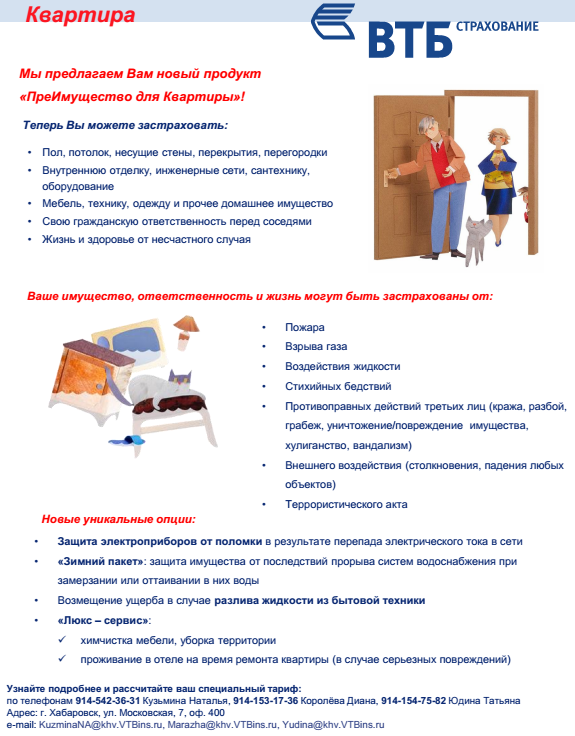 Квартира
ВТБ СТРАХОВАНИЕ
Мы предлагаем Вам новый продукт
«ПреИмущество для Квартиры»!
Теперь Вы можете застраховать:
• Пол, потолок, несущие стены, перекрытия, перегородки
• Внутреннюю отделку, инженерные сети, сантехнику,
оборудование
• Мебель, технику, одежду и прочее домашнее имущество
• Свою гражданскую ответственность перед соседями
• Жизнь и здоровье от несчастного случая
Ваше имущество, ответственность и жизнь могут быть застрахованы от:
• Пожара
• Взрыва газа
• Воздействия жидкости
• Стихийных бедствий
• Противоправных действий третьих лиц (кража, разбой,
грабеж, уничтожение/повреждение имущества,
хулиганство, вандализм)
• Внешнего воздействия (столкновения, падения любых
объектов)
• Террористического акта
Новые уникальные опции:
• Защита электроприборов от поломки в результате перепада электрического тока в сети
• «Зимний пакет»: защита имущества от последствий прорыва систем водоснабжения при
замерзании или оттаивании в них воды
• Возмещение ущерба в случае разлива жидкости из бытовой техники
• «Люкс – сервис»:
✓ химчистка мебели, уборка территории
✓ проживание в отеле на время ремонта квартиры (в случае серьезных повреждений)
Узнайте подробнее и рассчитайте ваш специальный тариф:
по телефонам 914-542-36-31 Кузьмина Наталья, 914-153-17-36 Королёва Диана, 914-154-75-82 Юдина Татьяна
Адрес: г. Хабаровск, ул. Московская, 7, оф. 400
e-mail: KuzminaNA@khv.VTBins.ru, Marazha@khv.VTBins.ru, Yudina@khv.VTBins.ru